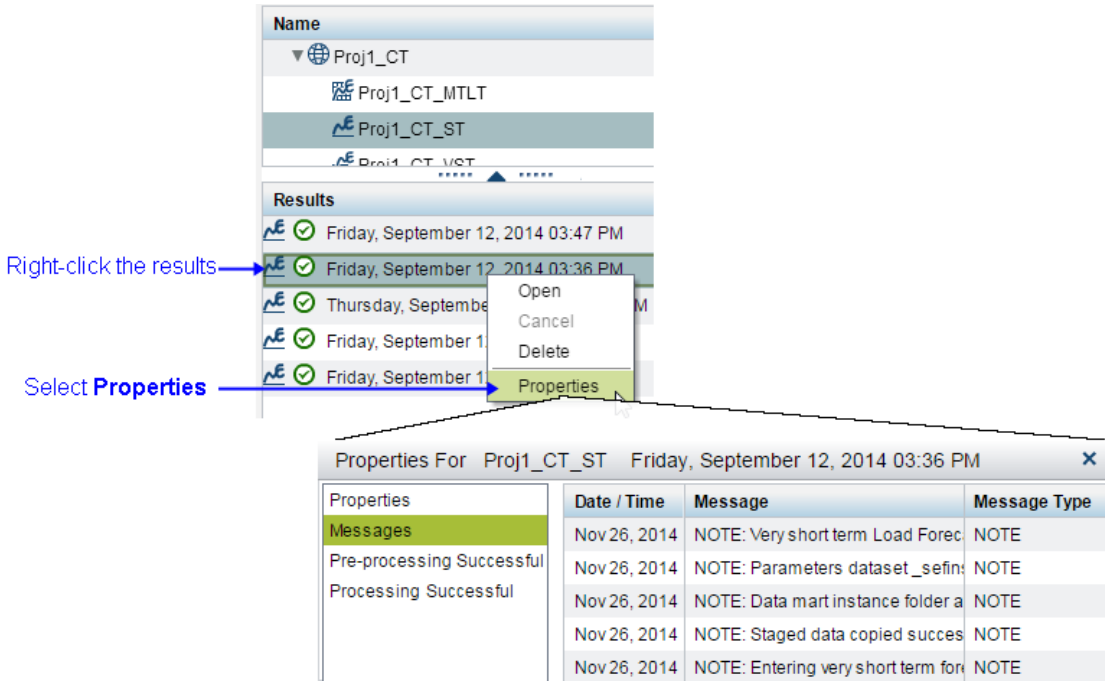 Name
Proj1_CT
Proj1_CT_MTLT
Proj1_CT_ST
Proj1_CT_VST
Results
Friday, September 12, 2014 03:47 PM
Right-click the results
Friday, September 12, 2014 03:36 PM
Open
Thursday, Septembe M
Cancel
Friday, September 1
Delete
Friday, September 1
Select Properties
Properties
Properties For Proj1_CT_ST Friday, September 12, 2014 03:36 PM
Properties Date / Time Message Message Type
Messages Nov 26, 2014 NOTE: Very short term Load Forec NOTE
Pre-processing Successful Nov 26, 2014 NOTE: Parameters dataset _sefins NOTE
Processing Successful Nov 26, 2014 NOTE: Data mart instance folder a NOTE
Nov 26, 2014 NOTE: Staged data copied succes NOTE
Nov 26, 2014 NOTE: Entering very short term fore NOTE